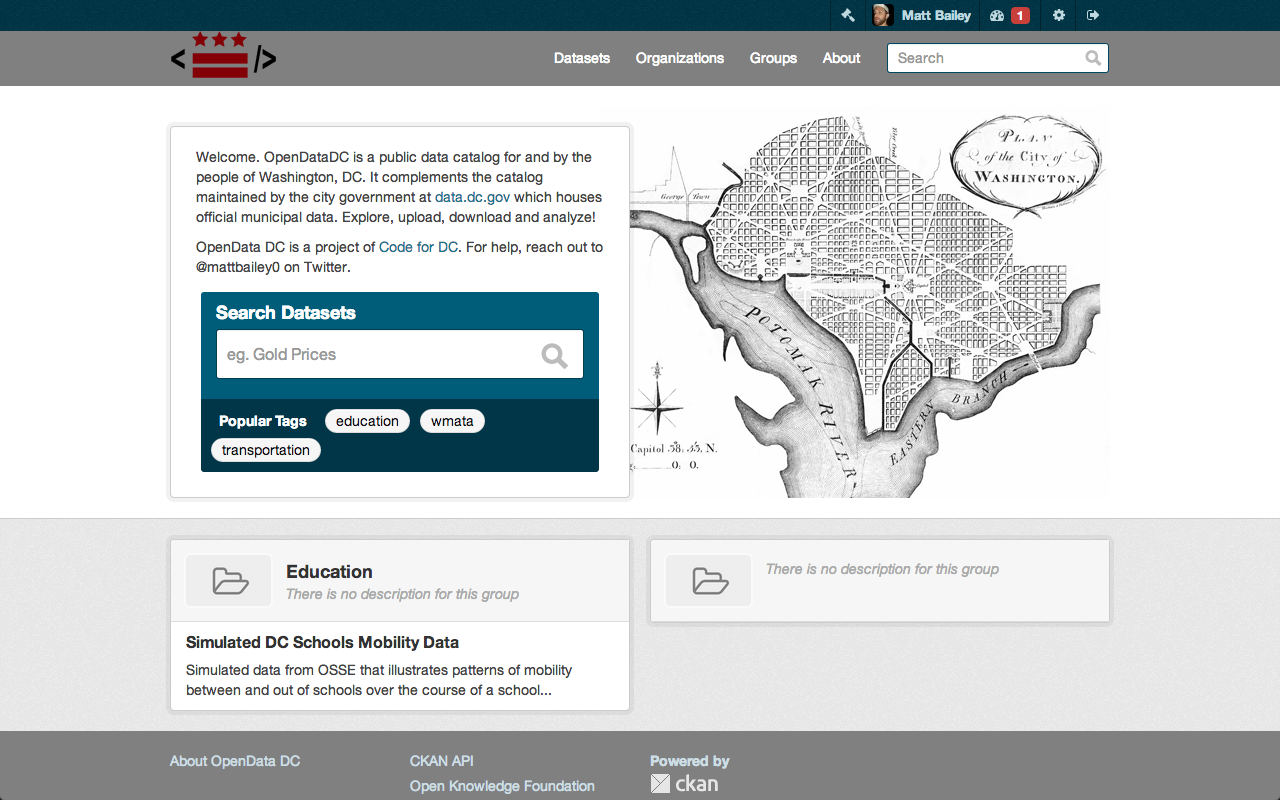 Matt Bailey
1
< />
Datasets Organizations Groups About Search
Welcome. OpenDataDC is a public data catalog for and by the
people of Washington, DC. It complements the catalog
maintained by the city government at data.dc.gov which houses
official municipal data. Explore, upload, download and analyze!
OpenData DC is a project of Code for DC. For help, reach out to
@mattbailey0 on Twitter.
Search Datasets
eg. Gold Prices
Popular Tags education wmata
transportation
PLAN
of the City of
WASHINGTON.
George Town
Capitol
POTOMAK RIVER
EASTERN BRANCH
Capitol 38:53, N.
0: 0.
Education
There is no description for this group
Simulated DC Schools Mobility Data
Simulated data from OSSE that illustrates patterns of mobility
between and out of schools over the course of a school...
There is no description for this group
About OpenData DC
CKAN API
Open Knowledge Foundation
Powered by
ckan